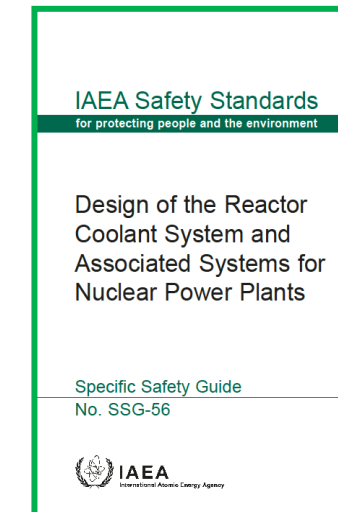 IAEA Safety Standards
for protecting people and the environment
Design of the Reactor
Coolant System and
Associated Systems for
Nuclear Power Plants
Specific Safety Guide
No. SSG-56
IAEA
International Atomic Energy Agency